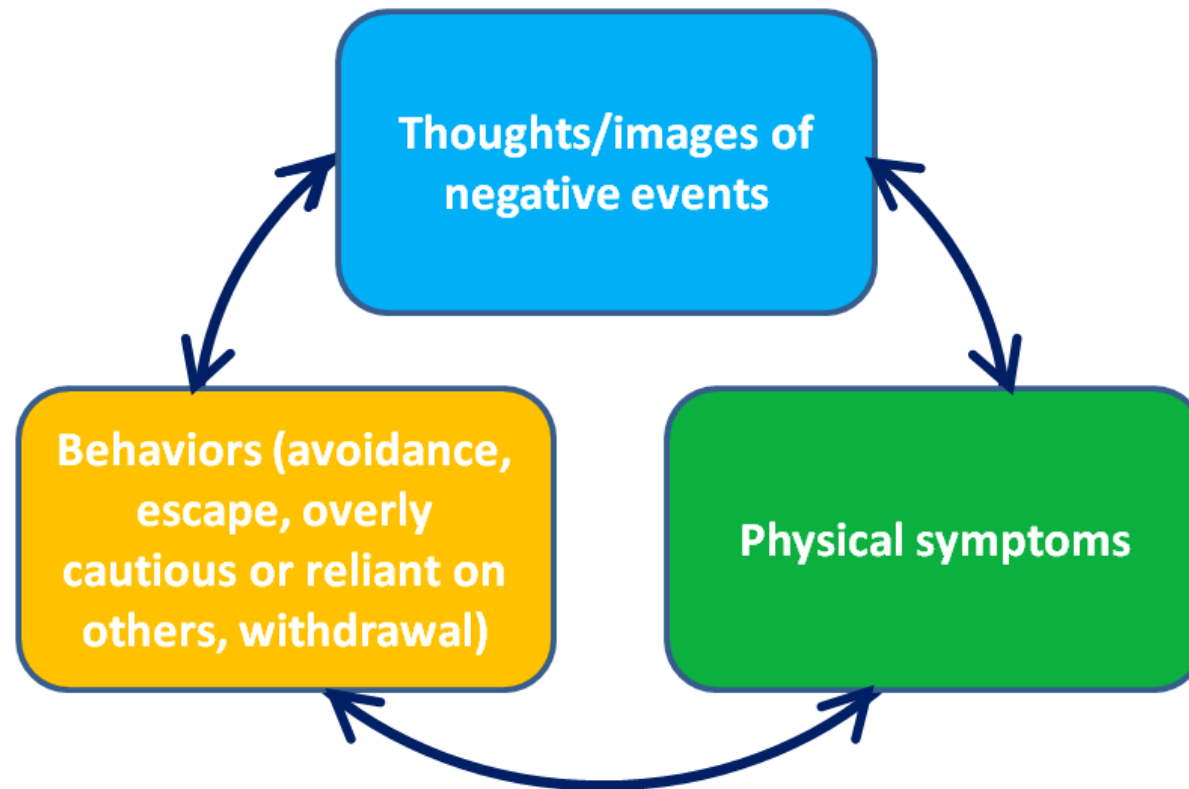 Thoughts/images of
negative events
Behaviors (avoidance,
escape, overly
cautious or reliant on
others, withdrawal)
Physical symptoms